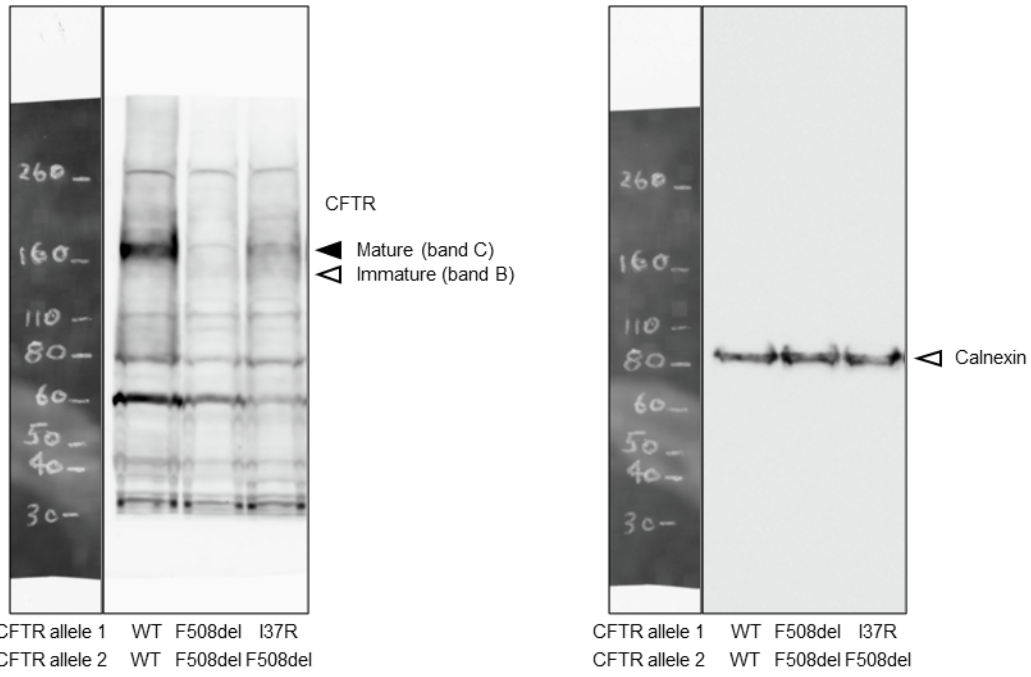 260
160
110
80
60
50
40
30
CFTR
Mature (band C)
Immature (band B)
CFTR allele 1 WT F508del I37R
CFTR allele 2 WT F508del F508del
260
160
110
80
60
50
40
30
Calnexin
CFTR allele 1 WT F508del I37R
CFTR allele 2 WT F508del F508del